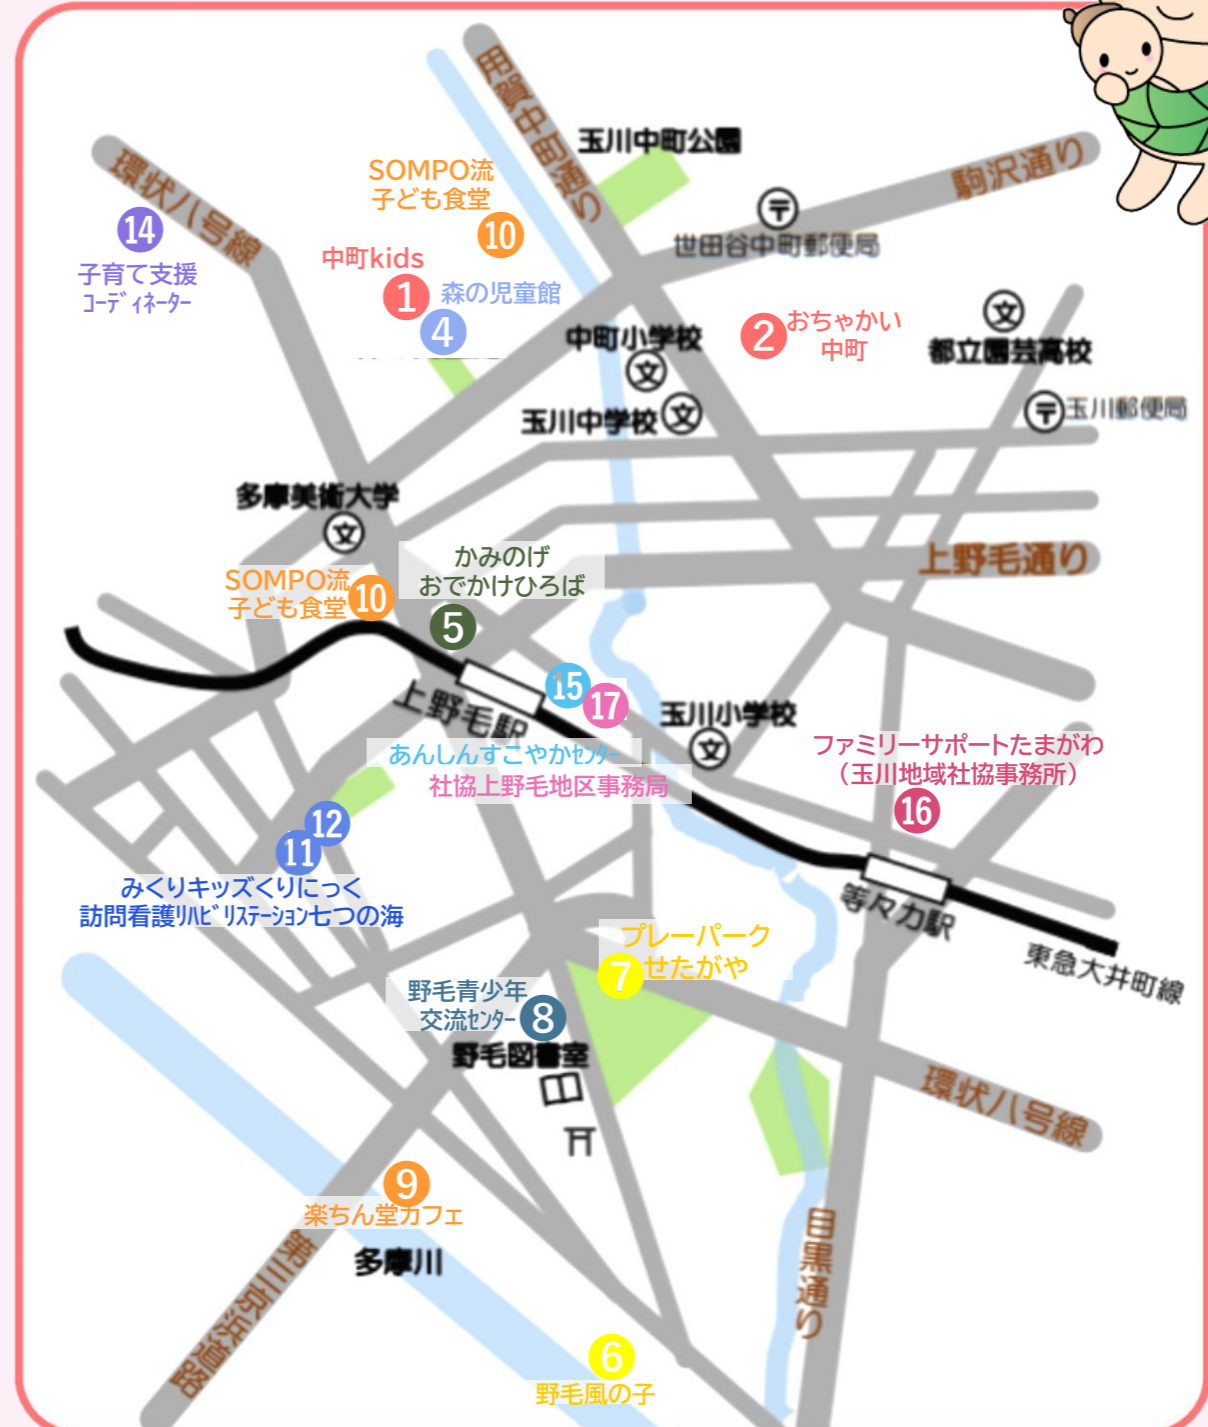 用賀中町通り
玉川中町公園
環状八号線
駒沢通り
SOMPO流
子ども食堂
10
世田谷中町郵便局
14
子育て支援
ｺｰﾃﾞｨﾈｰﾀｰ
中町kids
1
森の児童館
4
中町小学校
文
2
おちゃかい
中町
文
都立園芸高校
玉川中学校
文
〒
〒
玉川郵便局
多摩美術大学
文
かみのげ
おでかけひろば
5
上野毛通り
SOMPO流
子ども食堂
10
上野毛駅
15
17
玉川小学校
文
あんしんすこやかｾﾝﾀｰ
社協上野毛地区事務局
ファミリーサポートたまがわ
（玉川地域社協事務所）
16
12
11
みくりキッズくりにっく
訪問看護ﾘﾊﾋﾞﾘｽﾃｰｼｮﾝ七つの海
等々力駅
東急大井町線
プレーパーク
せたがや
7
野毛青少年
交流ｾﾝﾀｰ
8
野毛図書室
環状八号線
9
楽ちん堂カフェ
多摩川
第三京浜道路
目黒通り
6
野毛風の子